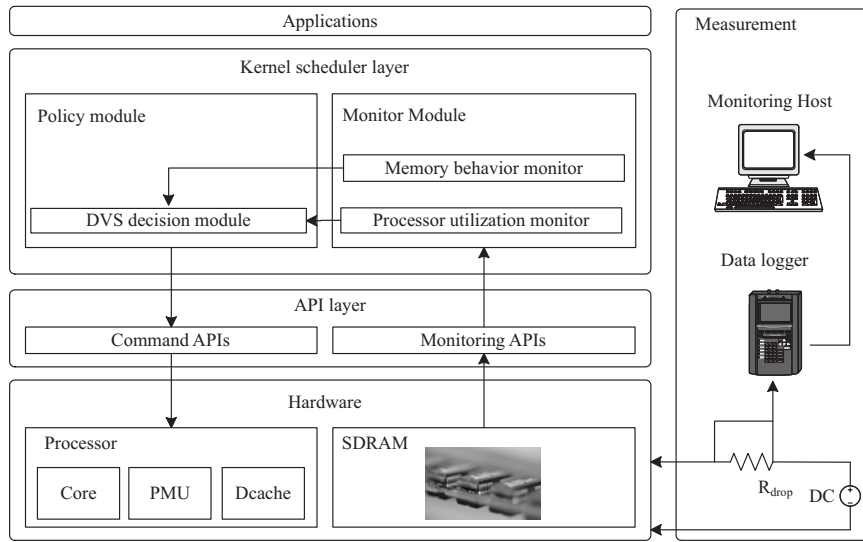 Applications
Kernel scheduler layer
Policy module
Monitor Module
Memory behavior monitor
DVS decision module
Processor utilization monitor
API layer
Command APIs
Monitoring APIs
Hardware
Processor
Core
PMU
Dcache
SDRAM
Measurement
Monitoring Host
Data logger
Rdrop
DC
+
−